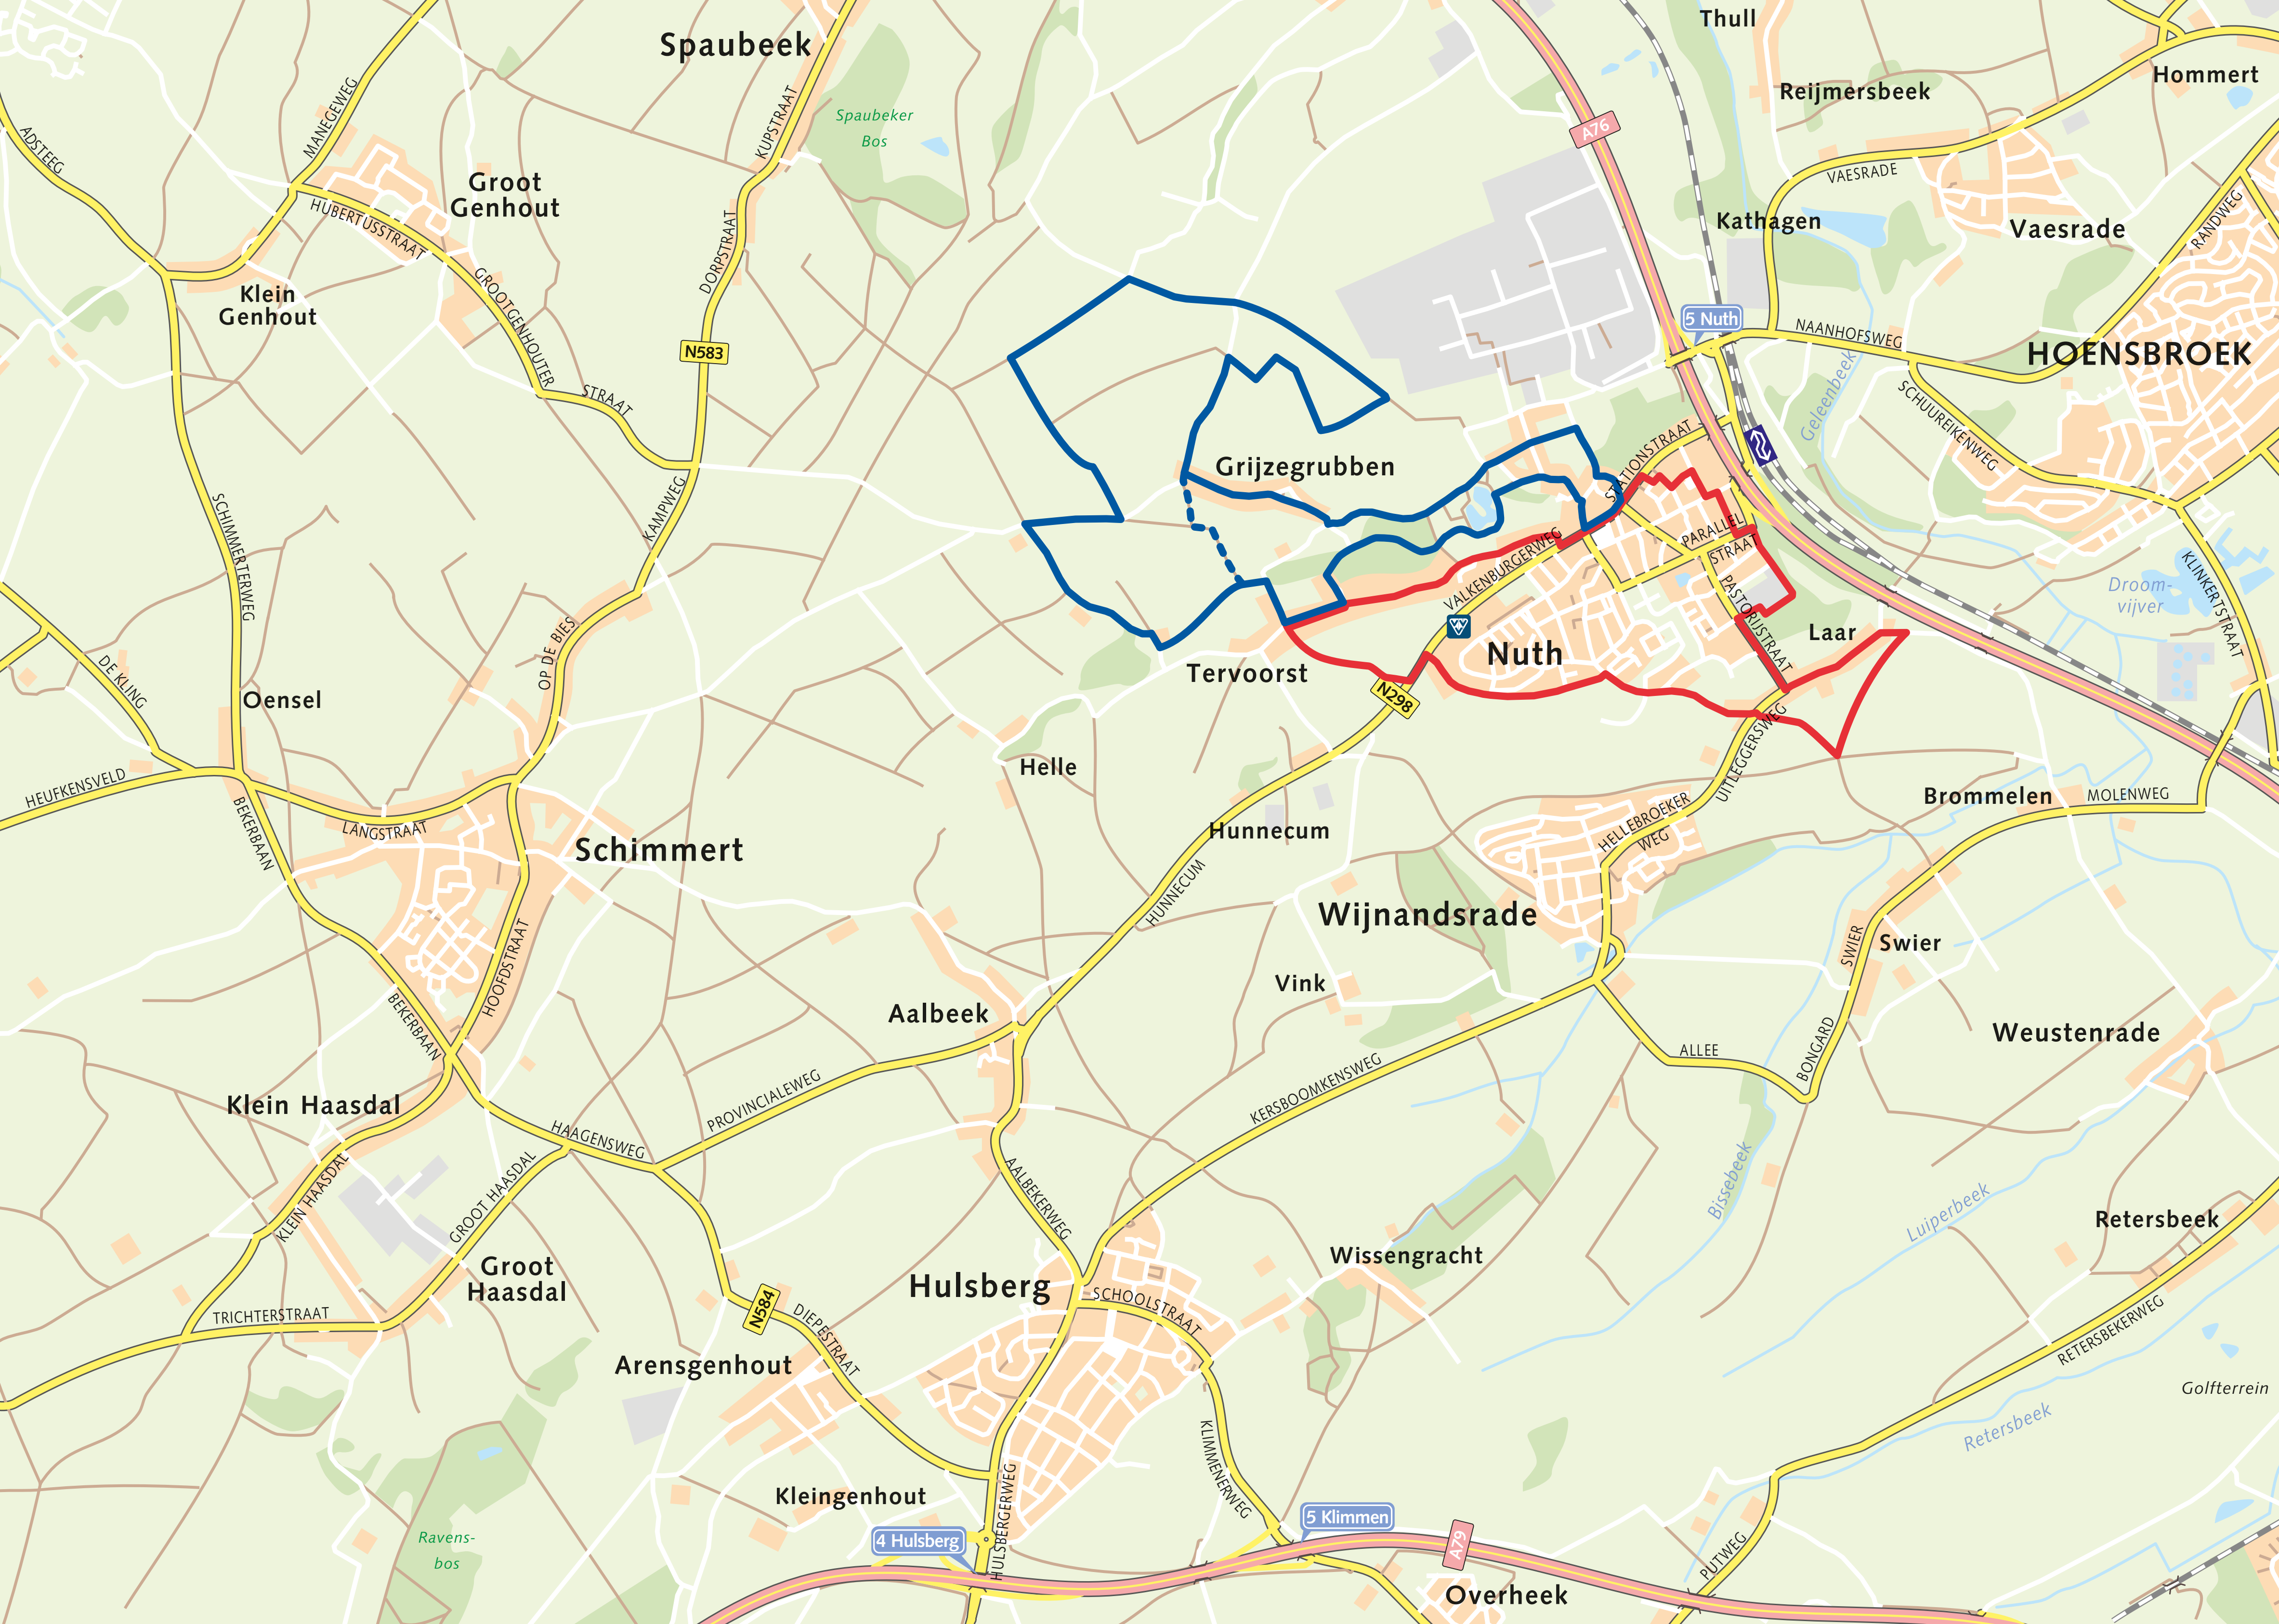 Thull
Spaubeek
Hommert
Reijmersbeek
Spaubeker
Bos
KUPSTRAAT
MANEGEWEG
A76
ADSTEEG
VAESRADE
Groot
Genhout
HUBERTUSSTRAAT
Kathagen
Vaesrade
RANDWEG
DORPSTRAAT
Klein
Genhout
GROOTGENHOUTER
STRAAT
5 Nuth
NAANHOFSWEG
N583
HOENSBROEK
Geleenbeek
SCHUUREIKENWEG
STATIONSTRAAT
Grijzegrubben
KAMPWEG
SCHIMMERTERWEG
PARALLEL
STRAAT
VALKENBURGERWEG
PASTORIJSTRAAT
KLINKERTSTRAAT
Droom-
vijver
VVV
Laar
OP DE BIES
Nuth
DE KLING
Tervoorst
Oensel
N298
UITLEGGERSWEG
Helle
HEUFKENSVELD
BEKERBAAN
Brommelen
MOLENWEG
LANGSTRAAT
Hunnecum
HELLEBROEKER
WEG
Schimmert
HUNNECUM
Wijnandsrade
SWIER
Swier
HOOFDSTRAAT
Vink
BEKERBAAN
Aalbeek
Weustenrade
ALLEE
BONGARD
PROVINCIALEWEG
KERSBOOMKENSWEG
Klein Haasdal
HAAGENSWEG
AALBEKERWEG
Bissebeek
KLEIN HAASDAL
GROOT HAASDAL
Luiperbeek
Retersbeek
Wissengracht
Groot
Haasdal
Hulsberg
SCHOOLSTRAAT
TRICHTERSTRAAT
N584
DIEPESTRAAT
RETERSBEKERWEG
Arensgenhout
Golfterrein
Retersbeek
KLIMMENERWEG
Kleingenhout
HULSBERGERWEG
5 Klimmen
4 Hulsberg
Ravens-
bos
A79
PUTWEG
Overheek